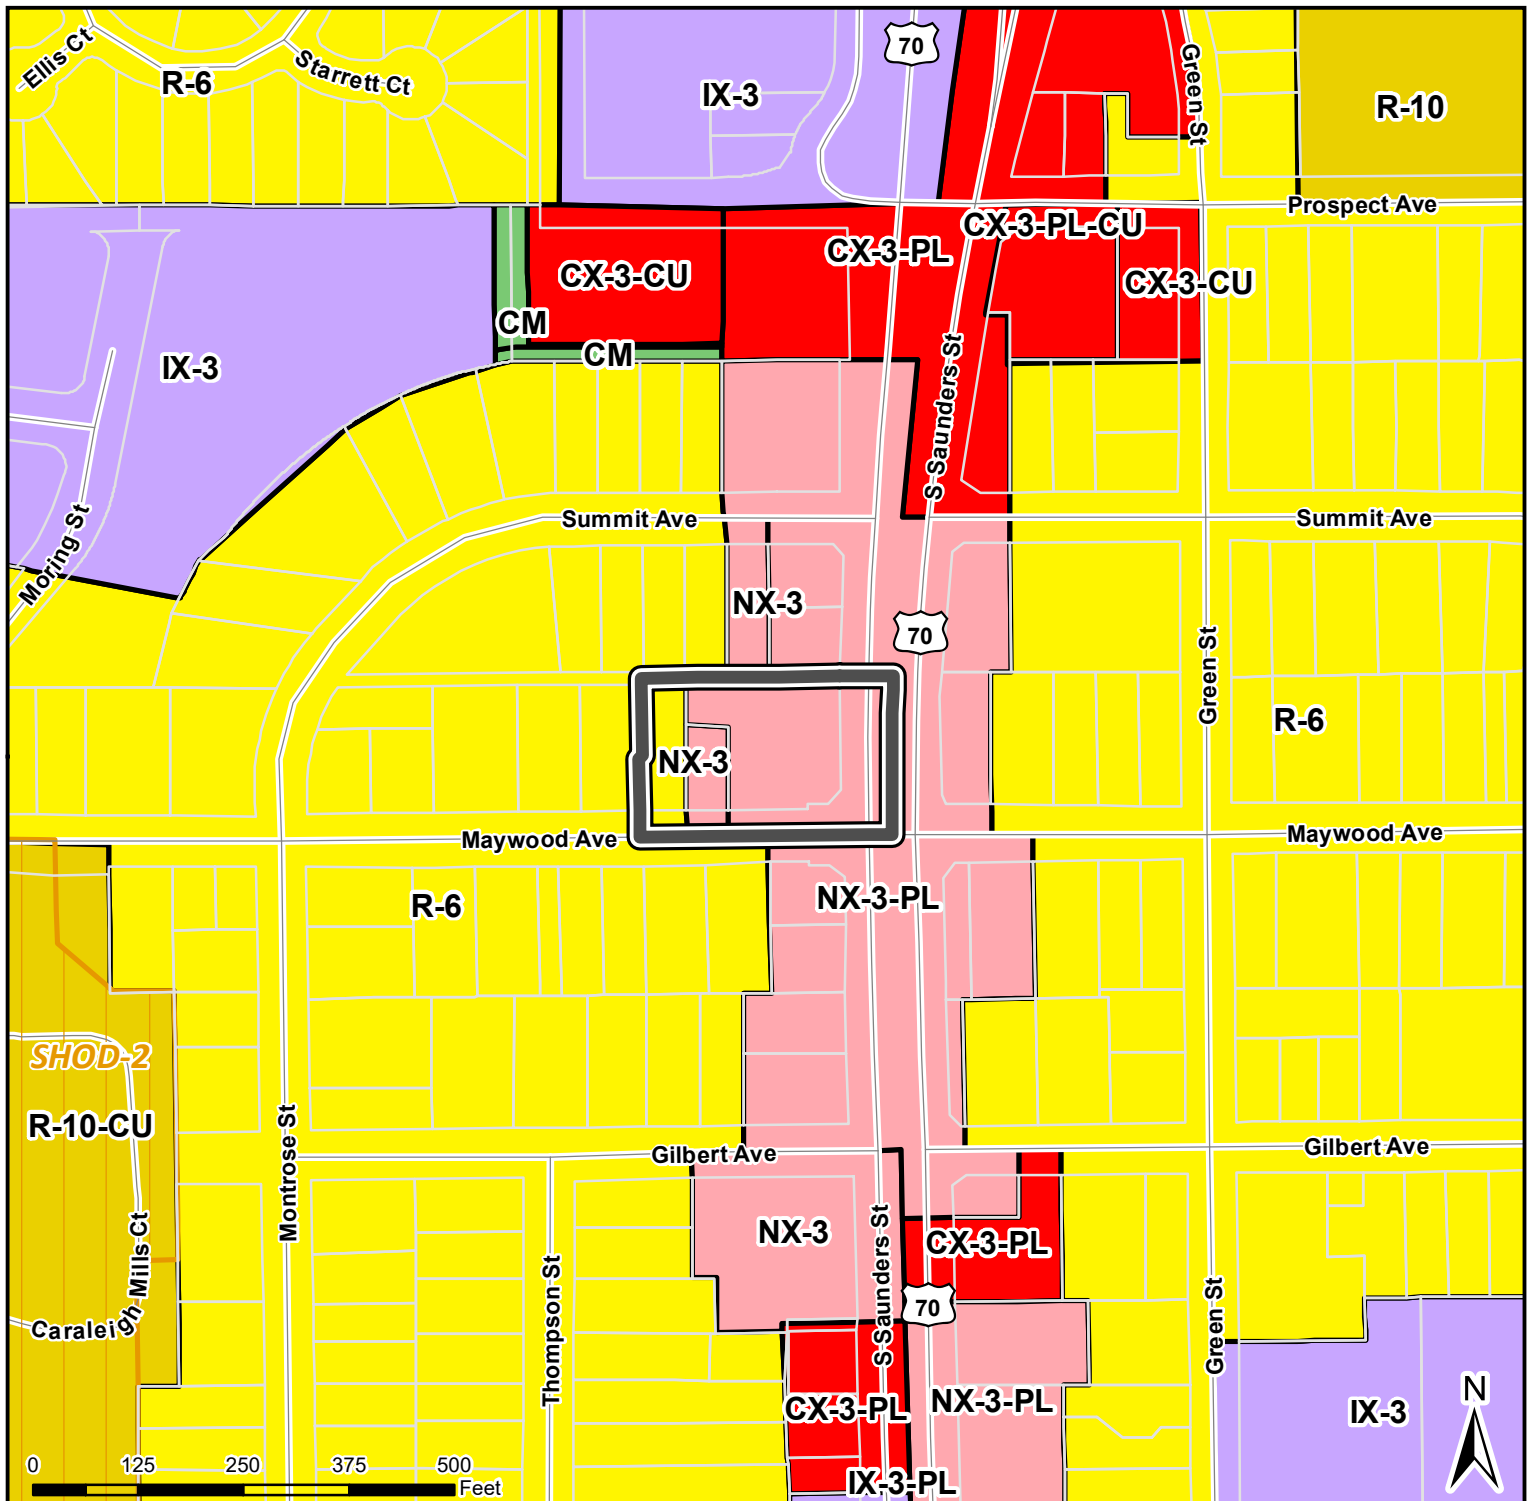 Ellis Ct
R-6
Starrett Ct
IX-3
70
Green St
R-10
Prospect Ave
CX-3-PL
CX-3-PL-CU
CX-3-CU
CX-3-CU
CM
CM
IX-3
S Saunders St
Summit Ave
Summit Ave
Moring St
NX-3
70
Green St
R-6
NX-3
Maywood Ave
Maywood Ave
R-6
NX-3-PL
SHOD-2
R-10-CU
Montrose St
Gilbert Ave
Gilbert Ave
Caraleigh Mills Ct
Thompson St
NX-3
S Saunders St
CX-3-PL
70
Green St
CX-3-PL
NX-3-PL
IX-3
N
IX-3-PL
0 125 250 375 500
Feet